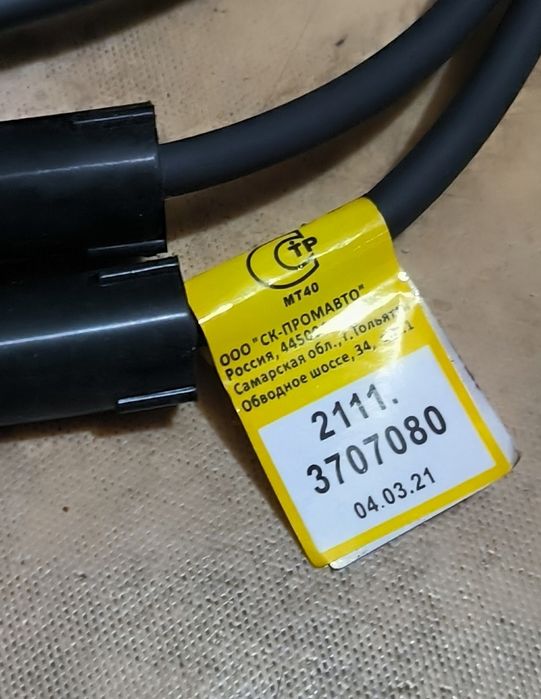 СТР
МТ40
ООО "СК-ПРОМАВТО"
Россия,
Самарская обл., г.Тольятти
Обводное шоссе, 34,
2111.
3707080
04.03.21